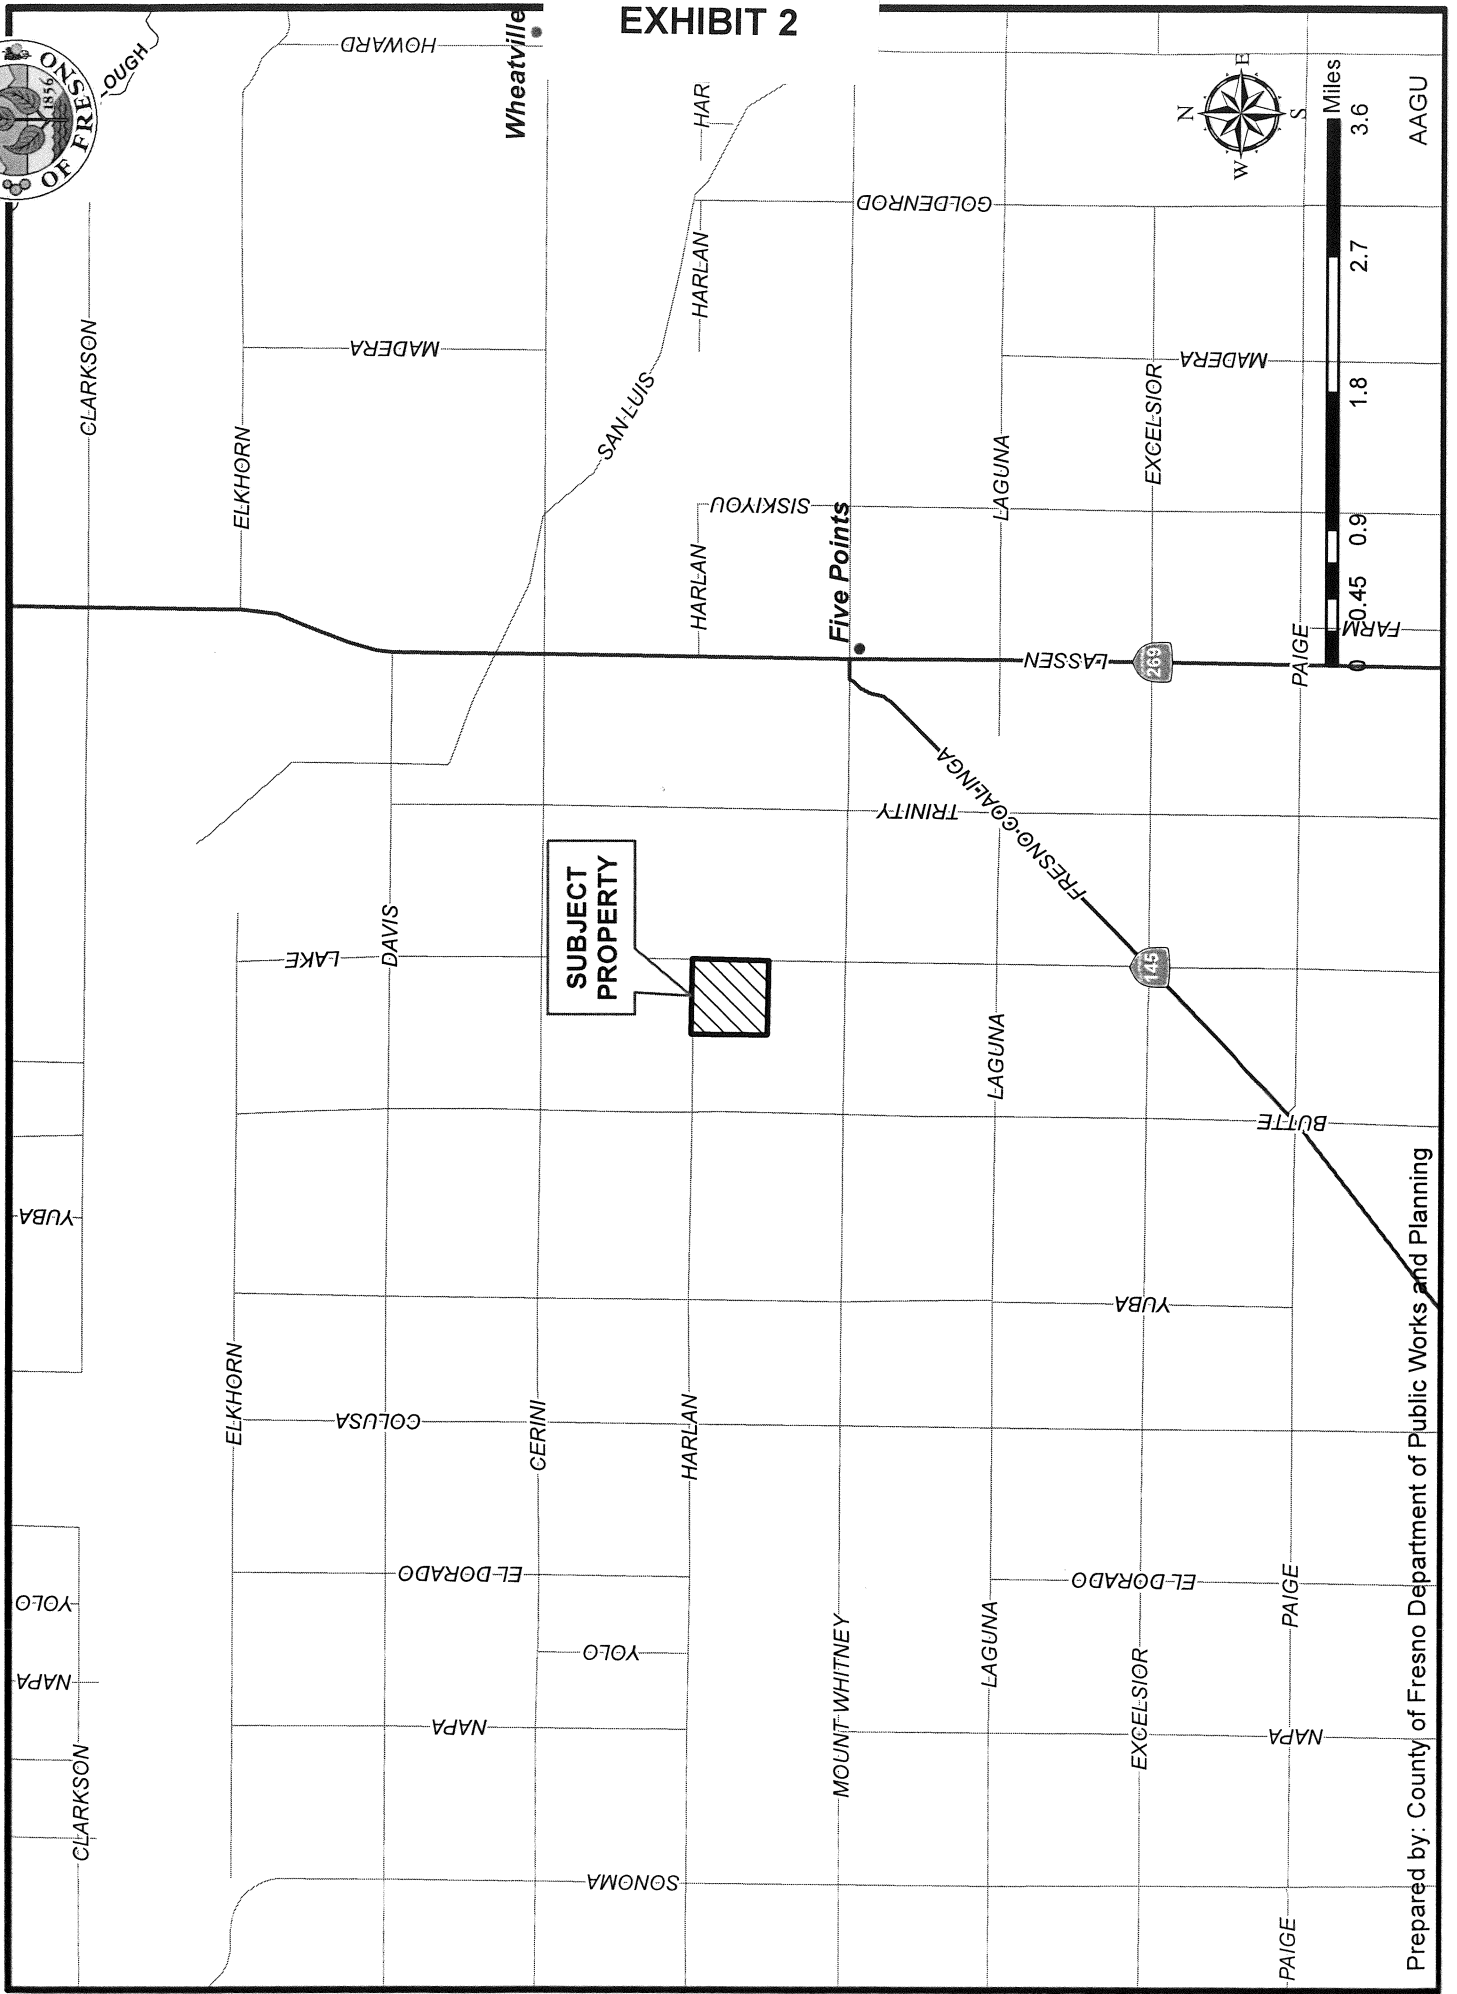 EXHIBIT 2
OF FRESNO
1856
OUGH
HOWARD
Wheatville
CLARKSON
ELKHORN
MADERA
SAN LUIS
HAR
HARLAN
GOLDENROD
N
E
S
W
Miles
3.6
2.7
1.8
0.9
0.45
0
AAGU
MADERA
EXCELSIOR
LAGUNA
SISKIYOU
HARLAN
Five Points
LASSEN
269
PAIGE
FARM
FRESNO-COALINGA
TRINITY
SUBJECT
PROPERTY
DAVIS
LAKE
145
LAGUNA
BUTTE
YUBA
YUBA
ELKHORN
COLUSA
CERINI
HARLAN
EL DORADO
EL DORADO
YOLO
YOLO
NAPA
NAPA
NAPA
MOUNT WHITNEY
LAGUNA
EXCELSIOR
PAIGE
CLARKSON
SONOMA
PAIGE
Prepared by: County of Fresno Department of Public Works and Planning